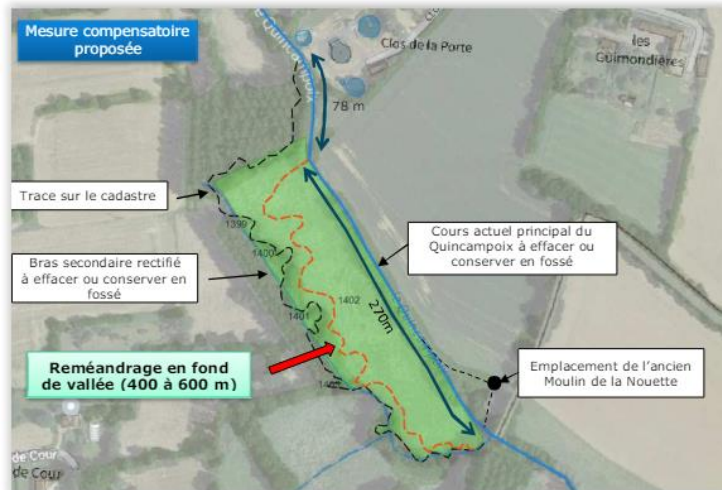 Mesure compensatoire
proposée
Quincampoix
Clos de la Porte
les
Guimondières
78 m
Trace sur le cadastre
1399
Cours actuel principal du
Quincampoix à effacer ou
conserver en fossé
Bras secondaire rectifié
à effacer ou conserver en
fossé
1400
1402
1401
270m
Reméandrage en fond
de vallée (400 à 600 m)
Emplacement de l'ancien
Moulin de la Nouette
de Cour
de Cour